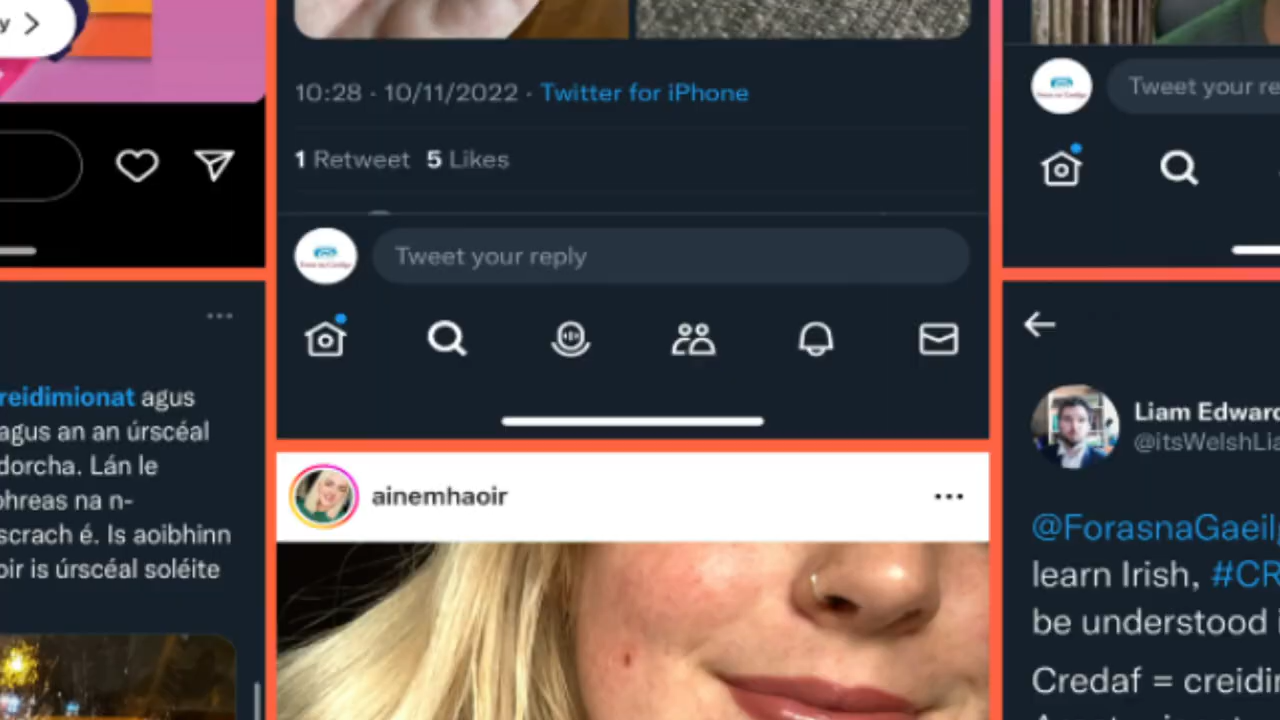 y
10:28 · 10/11/2022 · Twitter for iPhone
1 Retweet 5 Likes
Tweet your reply
ainemhaoir
reidimionat agus
agus an an úrscéal
dorcha. Lán le
phreas na n-
scrach é. Is aoibhinn
oir is úrscéal soléite
Tweet your re
Liam Edward
@itsWelshLia
@ForasnaGaeil
learn Irish, #CR
be understood i
Credaf = creidin